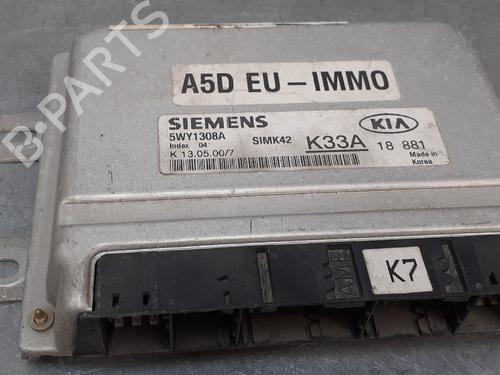 B-PARTS
A5D EU - IMMO
SIEMENS
5WY1308A
Index 04 SIMK42 K33A
KIA
18 881
K 13.05.00/7
Made in
Korea
AMP
K7